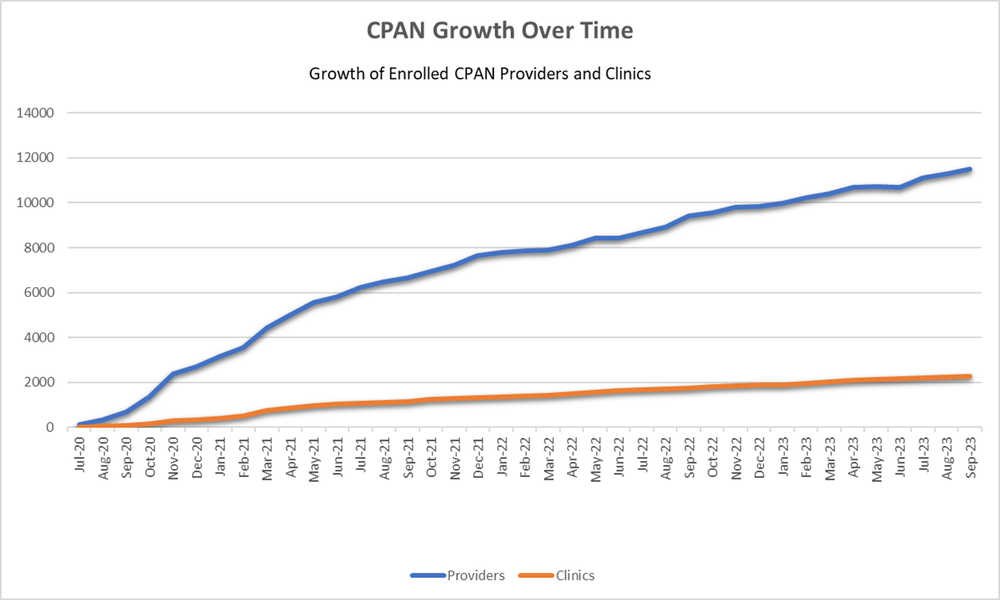 CPAN Growth Over Time
Growth of Enrolled CPAN Providers and Clinics
14000
12000
10000
8000
6000
4000
2000
0
Jul-20
Aug-20
Sep-20
Oct-20
Nov-20
Dec-20
Jan-21
Feb-21
Mar-21
Apr-21
May-21
Jun-21
Jul-21
Aug-21
Sep-21
Oct-21
Nov-21
Dec-21
Jan-22
Feb-22
Mar-22
Apr-22
May-22
Jun-22
Jul-22
Aug-22
Sep-22
Oct-22
Nov-22
Dec-22
Jan-23
Feb-23
Mar-23
Apr-23
May-23
Jun-23
Jul-23
Aug-23
Sep-23
Providers
Clinics